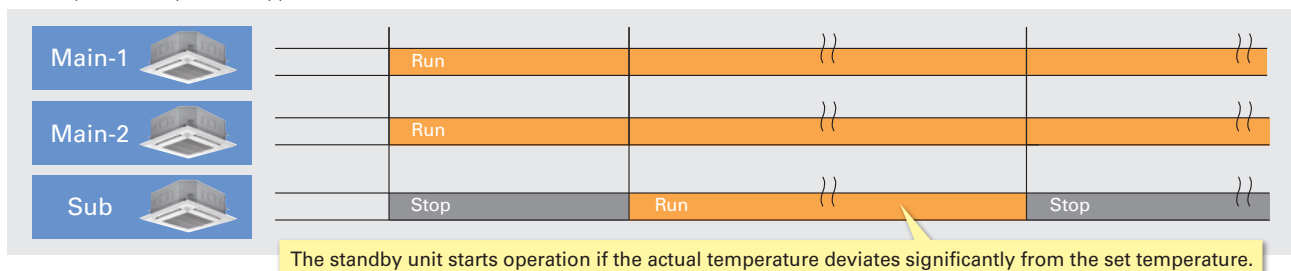 Main-1
Run
Main-2
Run
Sub
Stop
Run
Stop
The standby unit starts operation if the actual temperature deviates significantly from the set temperature.